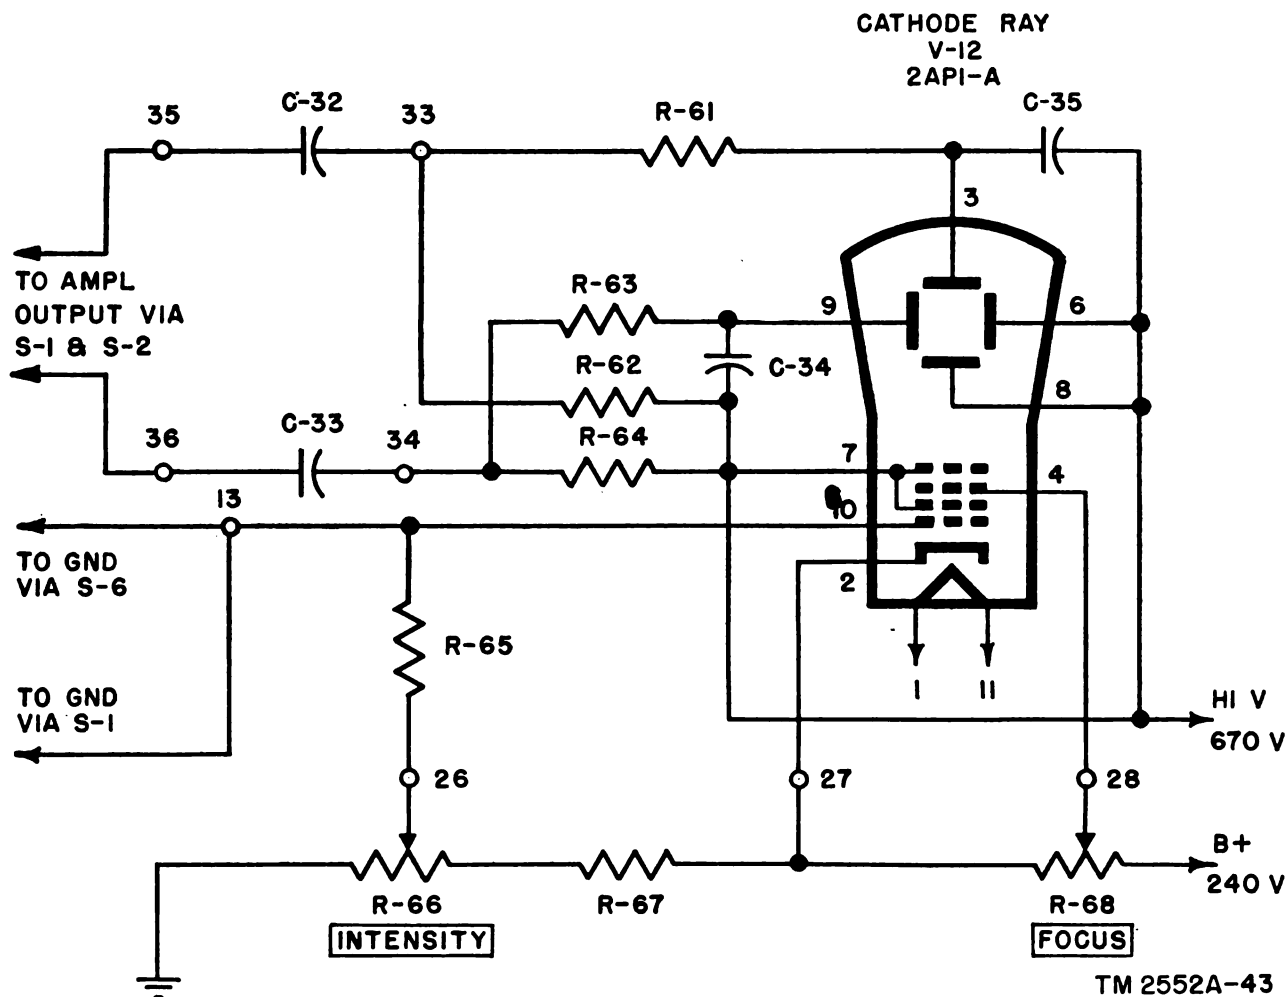 CATHODE RAY
V-12
2API-A
35
C-32
33
R-61
C-35
3
TO AMPL
OUTPUT VIA
S-1 & S-2
R-63
9
6
R-62
C-34
8
36
C-33
34
R-64
7
4
13
10
TO GND
VIA S-6
2
R-65
1
11
TO GND
VIA S-1
HI V
670 V
26
27
28
B+
240 V
R-66
R-67
R-68
INTENSITY
FOCUS
TM 2552A-43